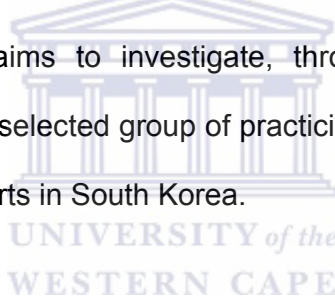 aims to investigate, thro
selected group of practici
rts in South Korea.
UNIVERSITY of the
WESTERN CAPE